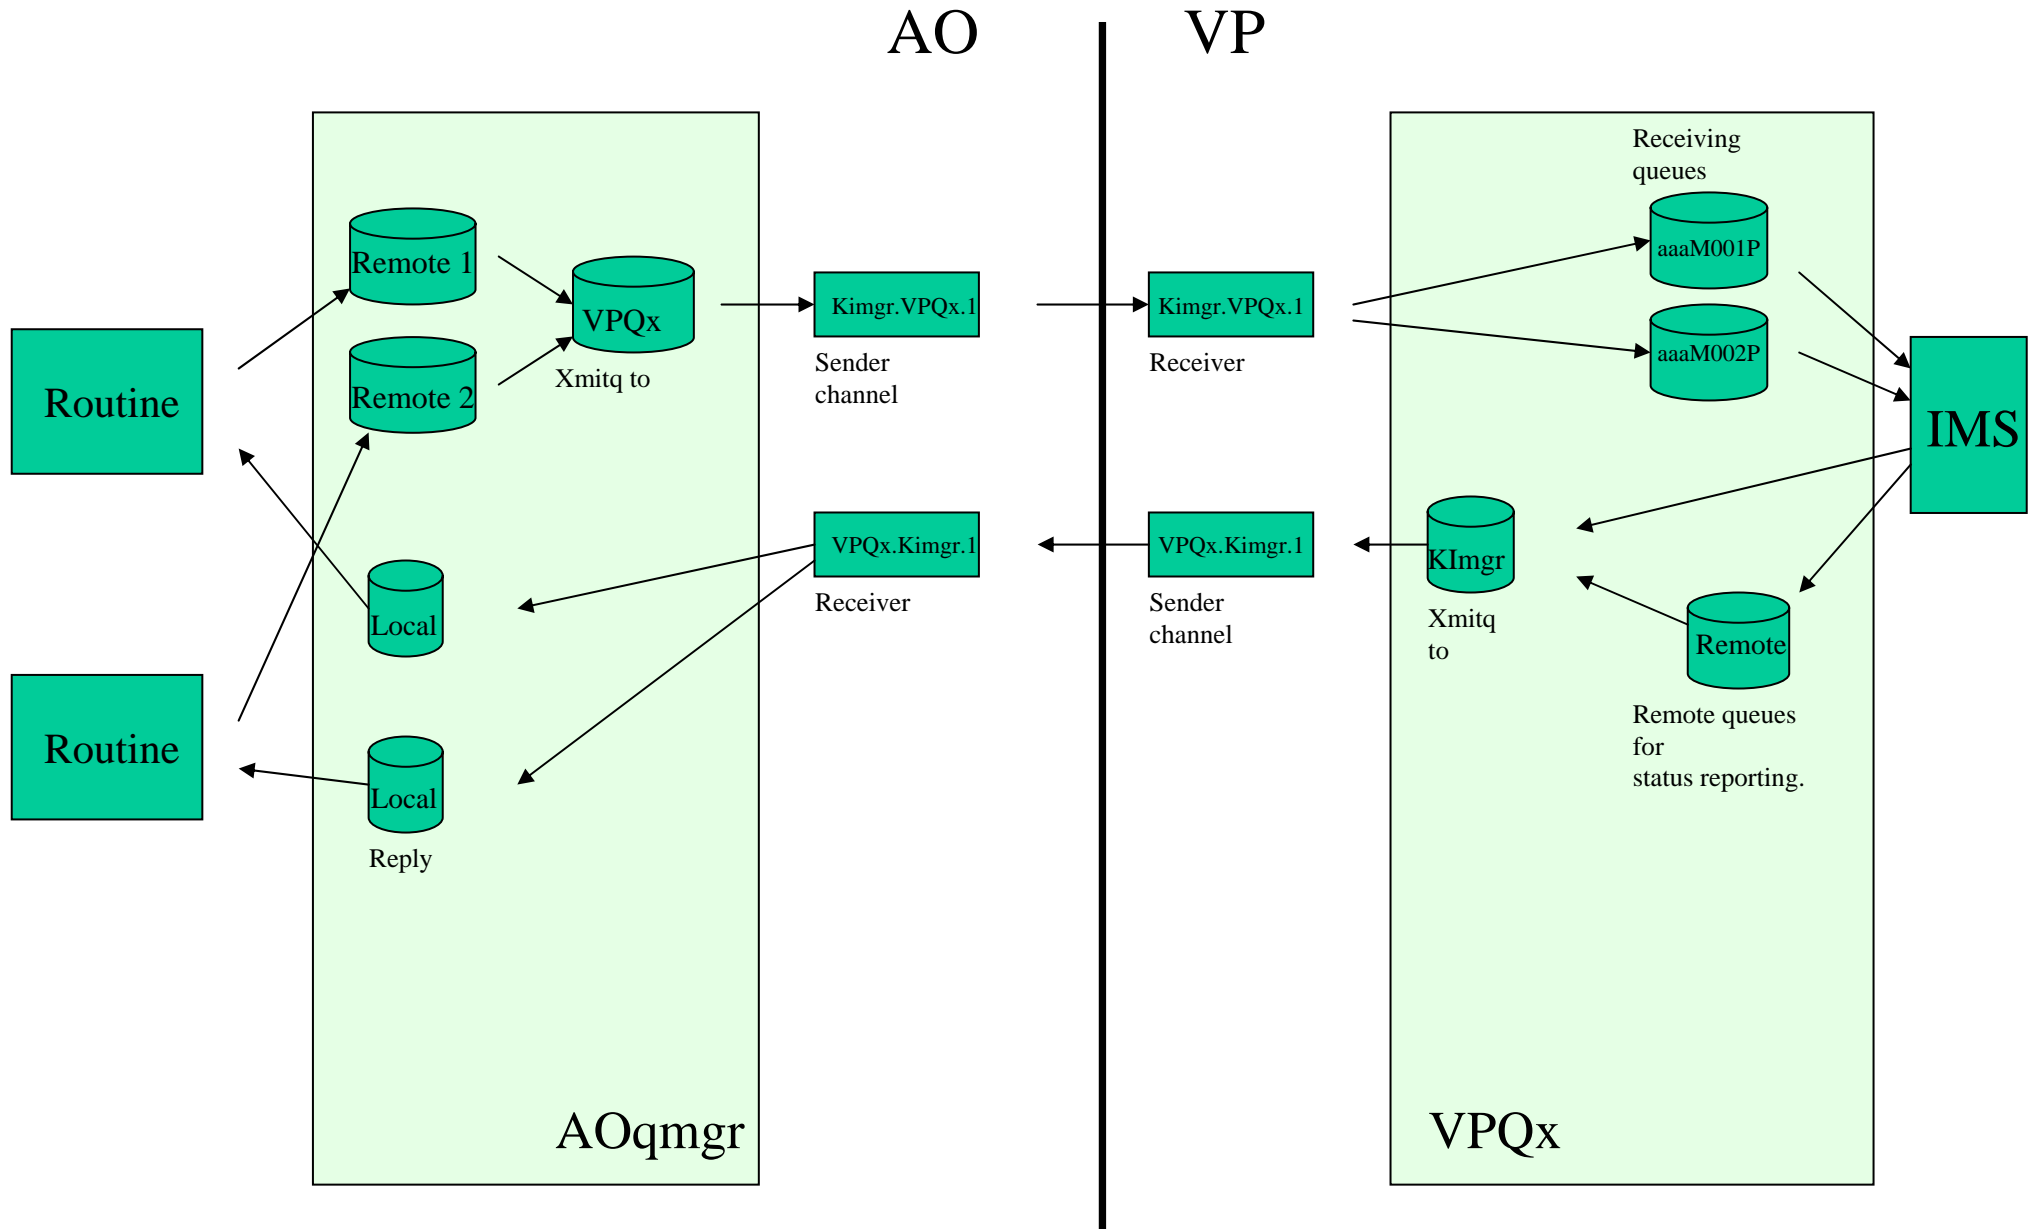 AO
VP
Receiving
queues
Remote 1
aaaM001P
VPQx
Kimgr.VPQx.1
Kimgr.VPQx.1
Remote 2
aaaM002P
Xmitq to
Sender
channel
Receiver
Routine
IMS
Local
VPQx.Kimgr.1
VPQx.Kimgr.1
KImgr
Receiver
Sender
channel
Xmitq
to
Remote
Remote queues
for
status reporting.
Routine
Local
Reply
AOqmgr
VPQx